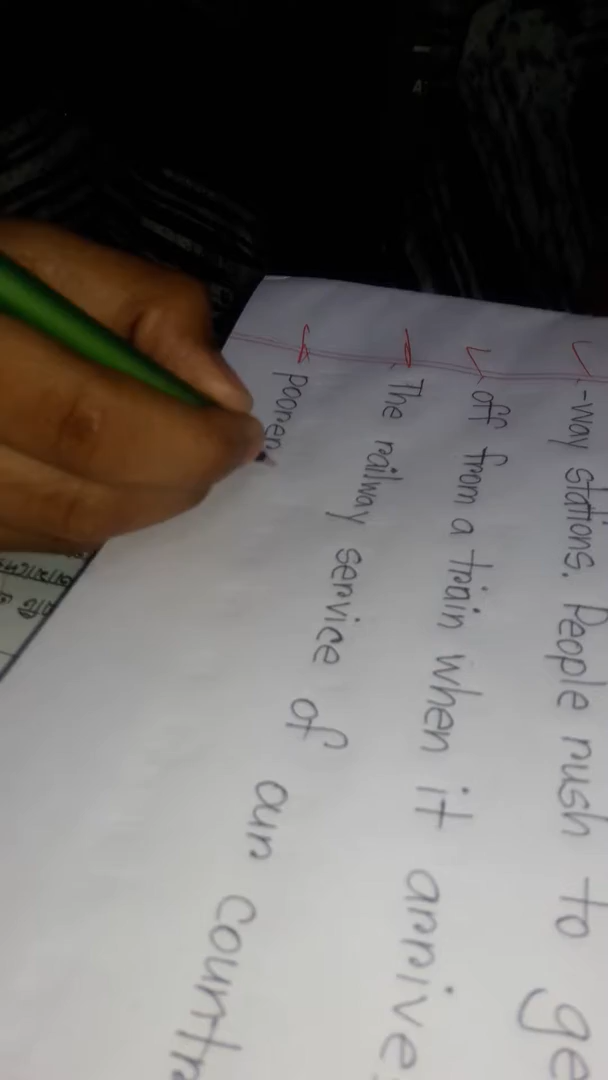 -way stations. People rush to ge
off from a train when it arrive
The railway service of our countr
poorer